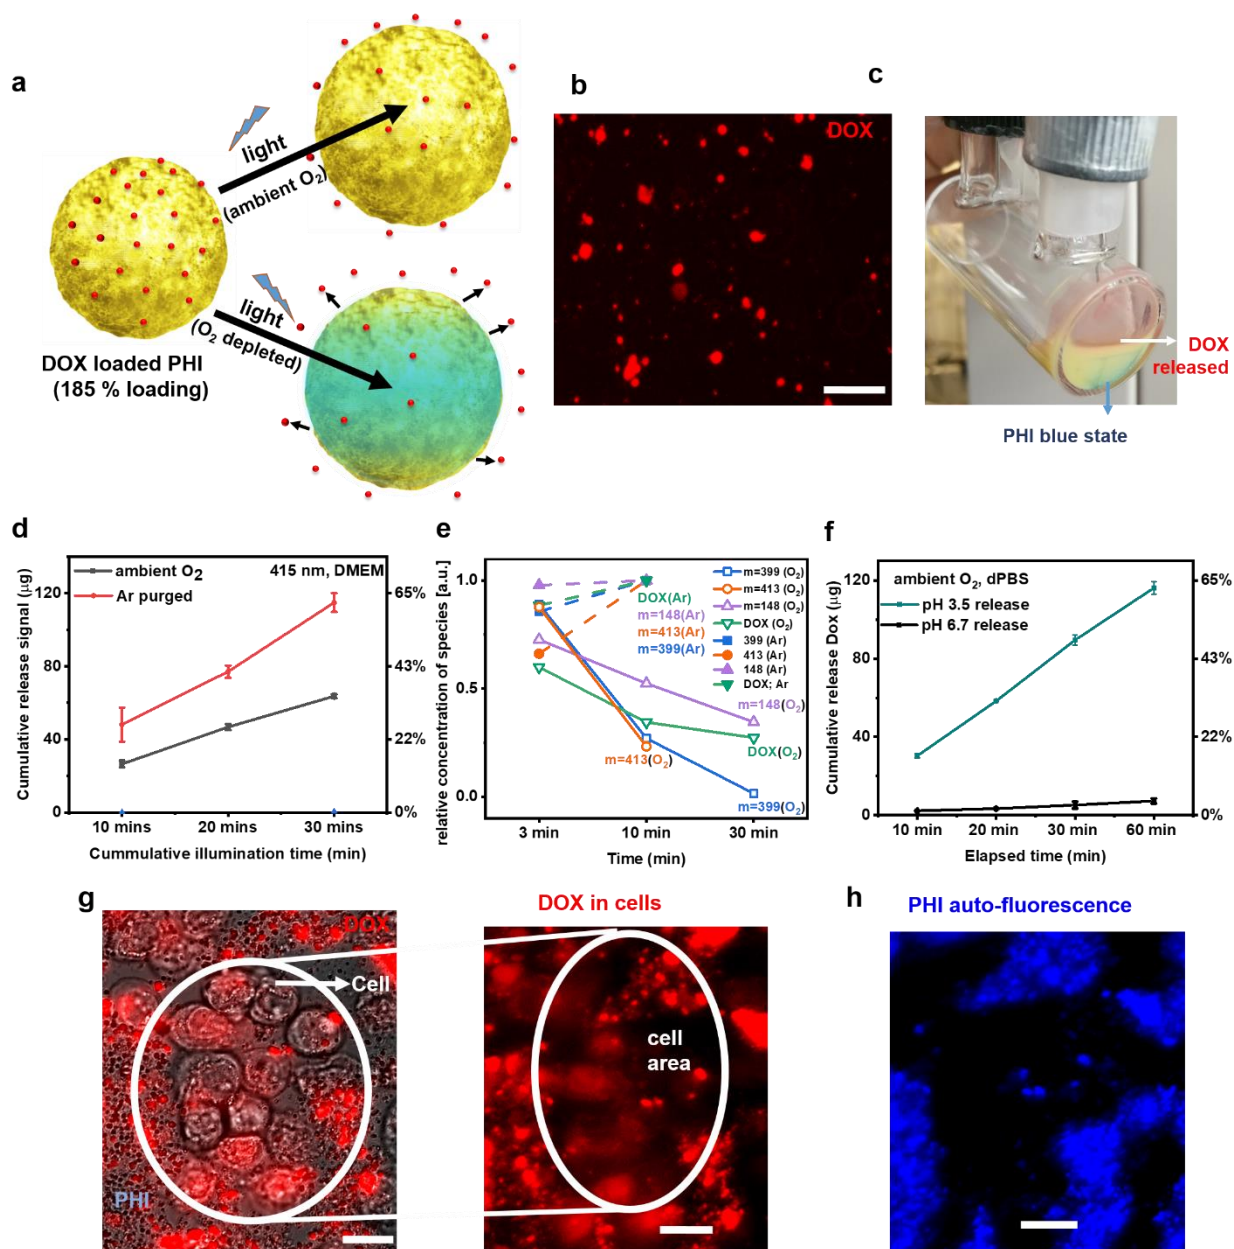 a
light
(ambient O2)
light
(O2 depleted)
DOX loaded PHI
(185 % loading)
b
DOX
c
DOX
released
PHI blue state
d
ambient O2
Ar purged
415 nm, DMEM
Cumulative release signal (µg)
120
80
40
0
65%
43%
22%
0%
10 mins
20 mins
30 mins
Cummulative illumination time (min)
e
relative concentration of species [a.u.]
1.0
0.5
0.0
DOX(Ar)
m=148(Ar)
m=413(Ar)
m=399(Ar)
m=399 (O2)
m=413 (O2)
m=148 (O2)
DOX (O2)
399 (Ar)
413 (Ar)
148 (Ar)
DOX; Ar
m=148(O2)
DOX(O2)
m=413(O2)
m=399(O2)
3 min
10 min
30 min
Time (min)
f
ambient O2, dPBS
pH 3.5 release
pH 6.7 release
Cumulative release Dox (µg)
120
80
40
0
65%
43%
22%
0%
10 min
20 min
30 min
60 min
Elapsed time (min)
g
DOX
Cell
PHI
DOX in cells
cell
area
h
PHI auto-fluorescence